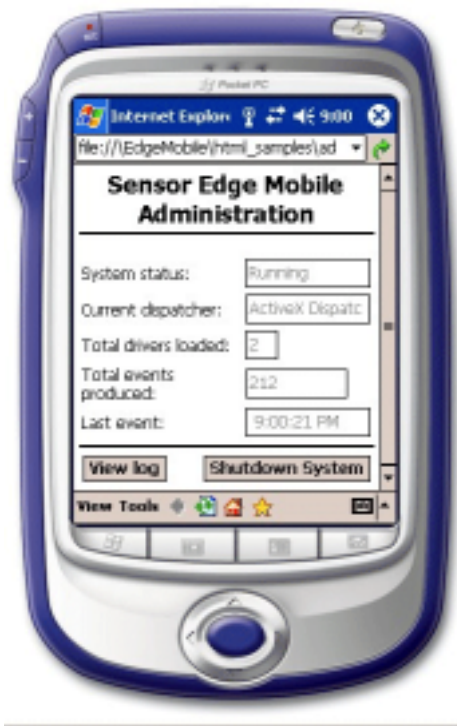 Pocket PC
Internet Explor 9:00
file://\EdgeMobile\html_samples\ad
Sensor Edge Mobile
Administration
System status: Running
Current dispatcher: ActiveX Dispatc
Total drivers loaded: 2
Total events
produced: 212
Last event: 9:00:21 PM
View log Shutdown System
View Tools